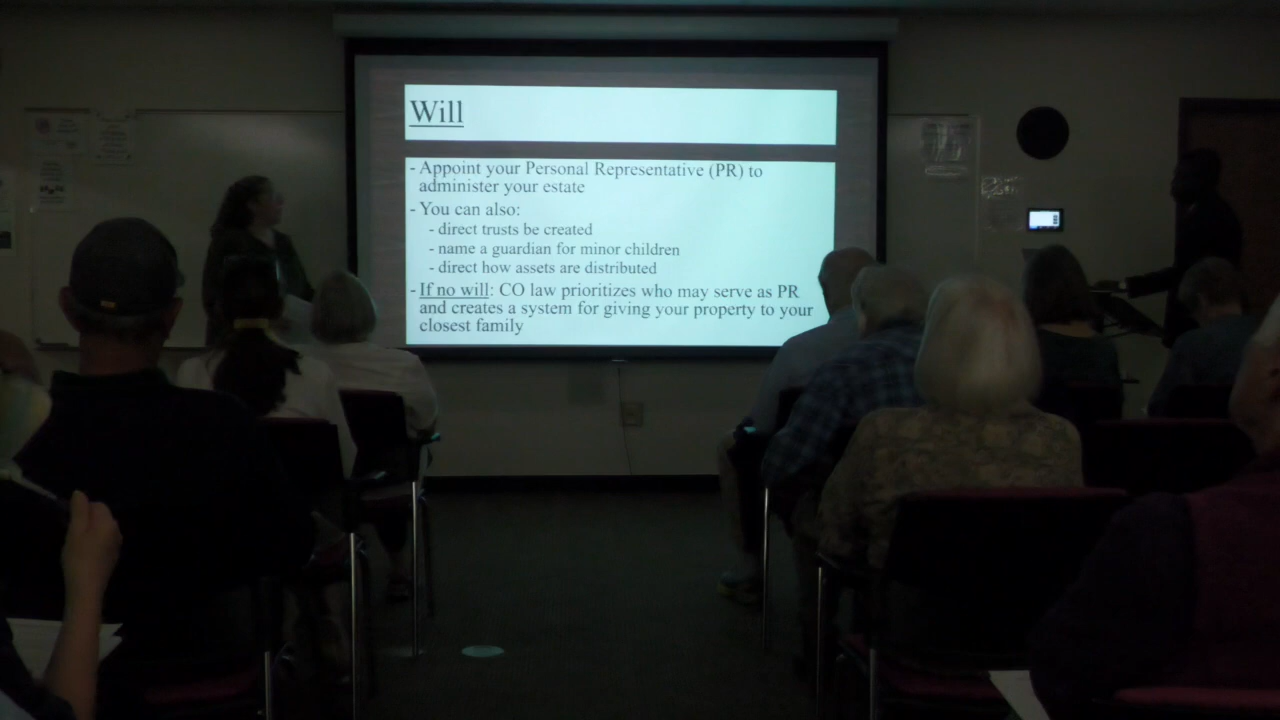 Will
- Appoint your Personal Representative (PR) to
administer your estate
- You can also:
- direct trusts be created
- name a guardian for minor children
- direct how assets are distributed
- If no will: CO law prioritizes who may serve as PR
and creates a system for giving your property to your
closest family